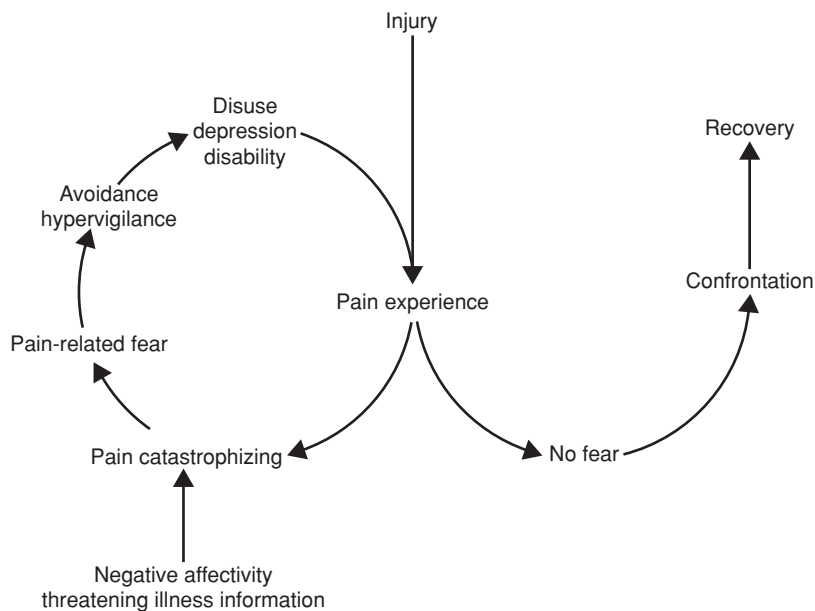 Injury
Disuse
depression
disability
Recovery
Avoidance
hypervigilance
Confrontation
Pain experience
Pain-related fear
Pain catastrophizing
No fear
Negative affectivity
threatening illness information